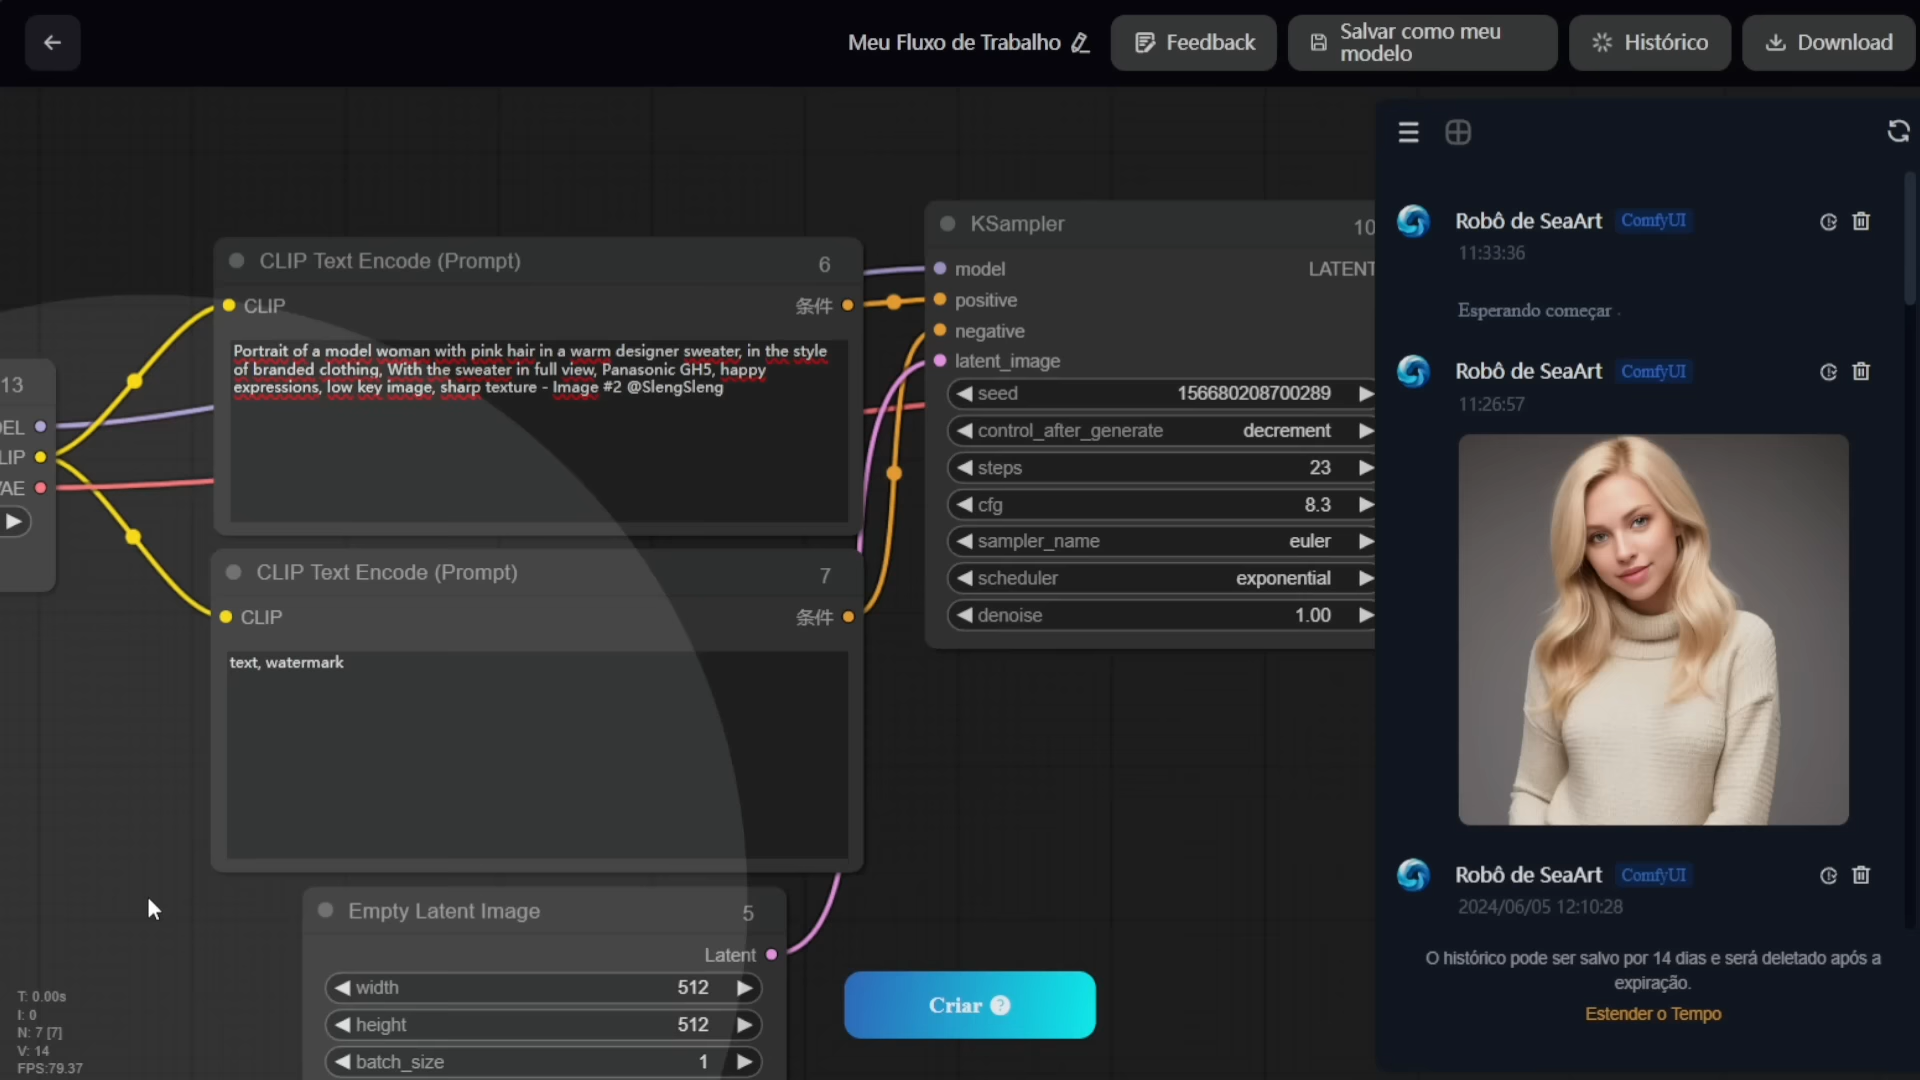 Meu Fluxo de Trabalho
Feedback
Salvar como meu
modelo
Histórico
Download
13
CLIP Text Encode (Prompt)
6
CLIP
条件
Portrait of a model woman with pink hair in a warm designer sweater, in the style
of branded clothing, With the sweater in full view, Panasonic GH5, happy
expressions, low key image, sharp texture - Image #2 @SlengSleng
CLIP Text Encode (Prompt)
7
CLIP
条件
text, watermark
Empty Latent Image
5
Latent
width 512
height 512
batch_size 1
KSampler
10
model
LATENT
positive
negative
latent_image
seed 156680208700289
control_after_generate decrement
steps 23
cfg 8.3
sampler_name euler
scheduler exponential
denoise 1.00
Criar ?
T: 0.00s
I: 0
N: 7 [7]
V: 14
FPS:79.37
Robô de SeaArt ComfyUI
11:33:36
Esperando começar .
Robô de SeaArt ComfyUI
11:26:57
Robô de SeaArt ComfyUI
2024/06/05 12:10:28
O histórico pode ser salvo por 14 dias e será deletado após a
expiração.
Estender o Tempo